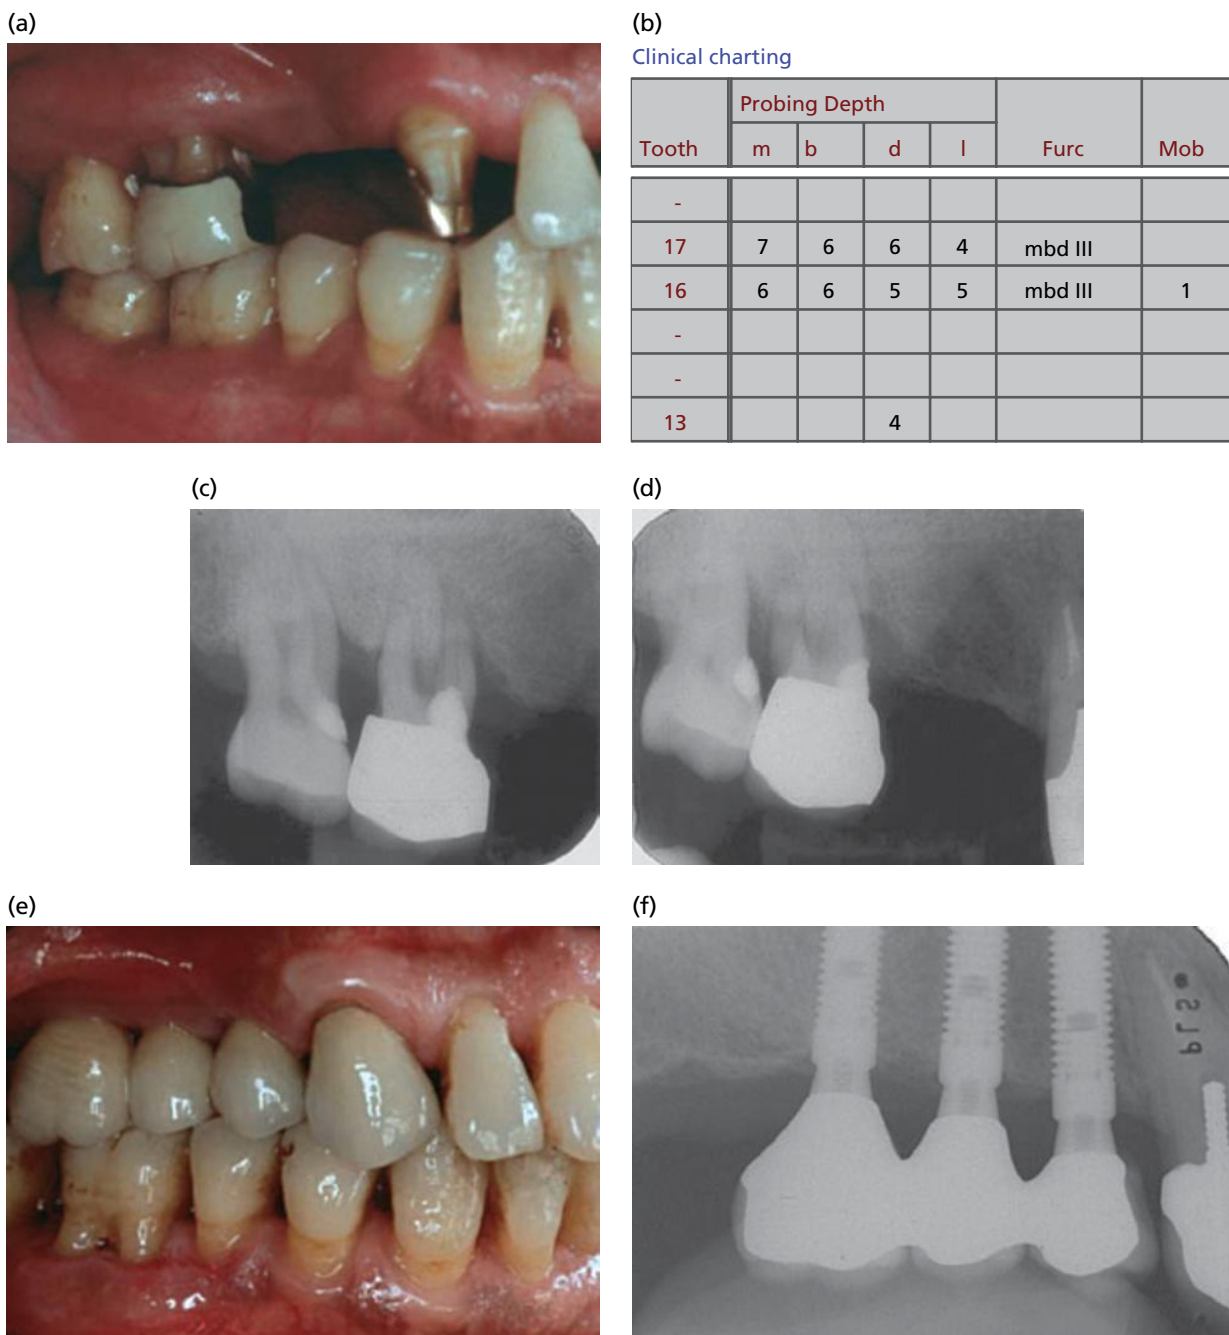 (a)
(b)
Clinical charting
Probing Depth
Tooth m b d l Furc Mob
-
17 7 6 6 4 mbd III
16 6 6 5 5 mbd III 1
-
-
13 4
(c)
(d)
(e)
(f)
PLS